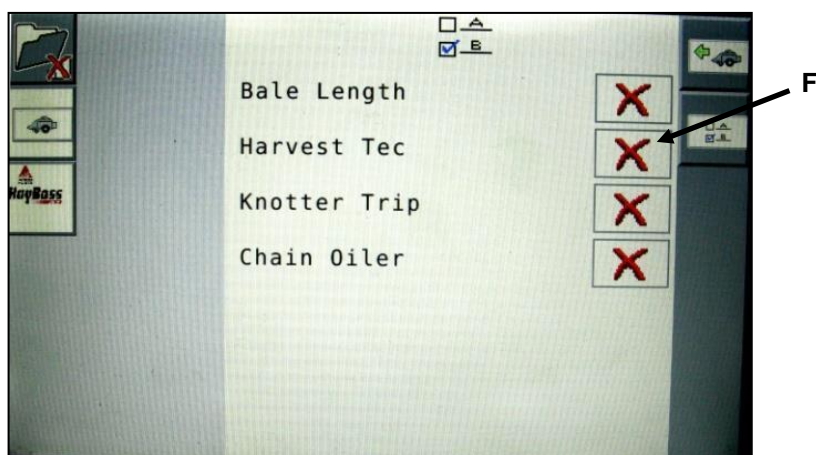 A
B
Bale Length
Harvest Tec
Knotter Trip
Chain Oiler
HayBoss
A
B
F